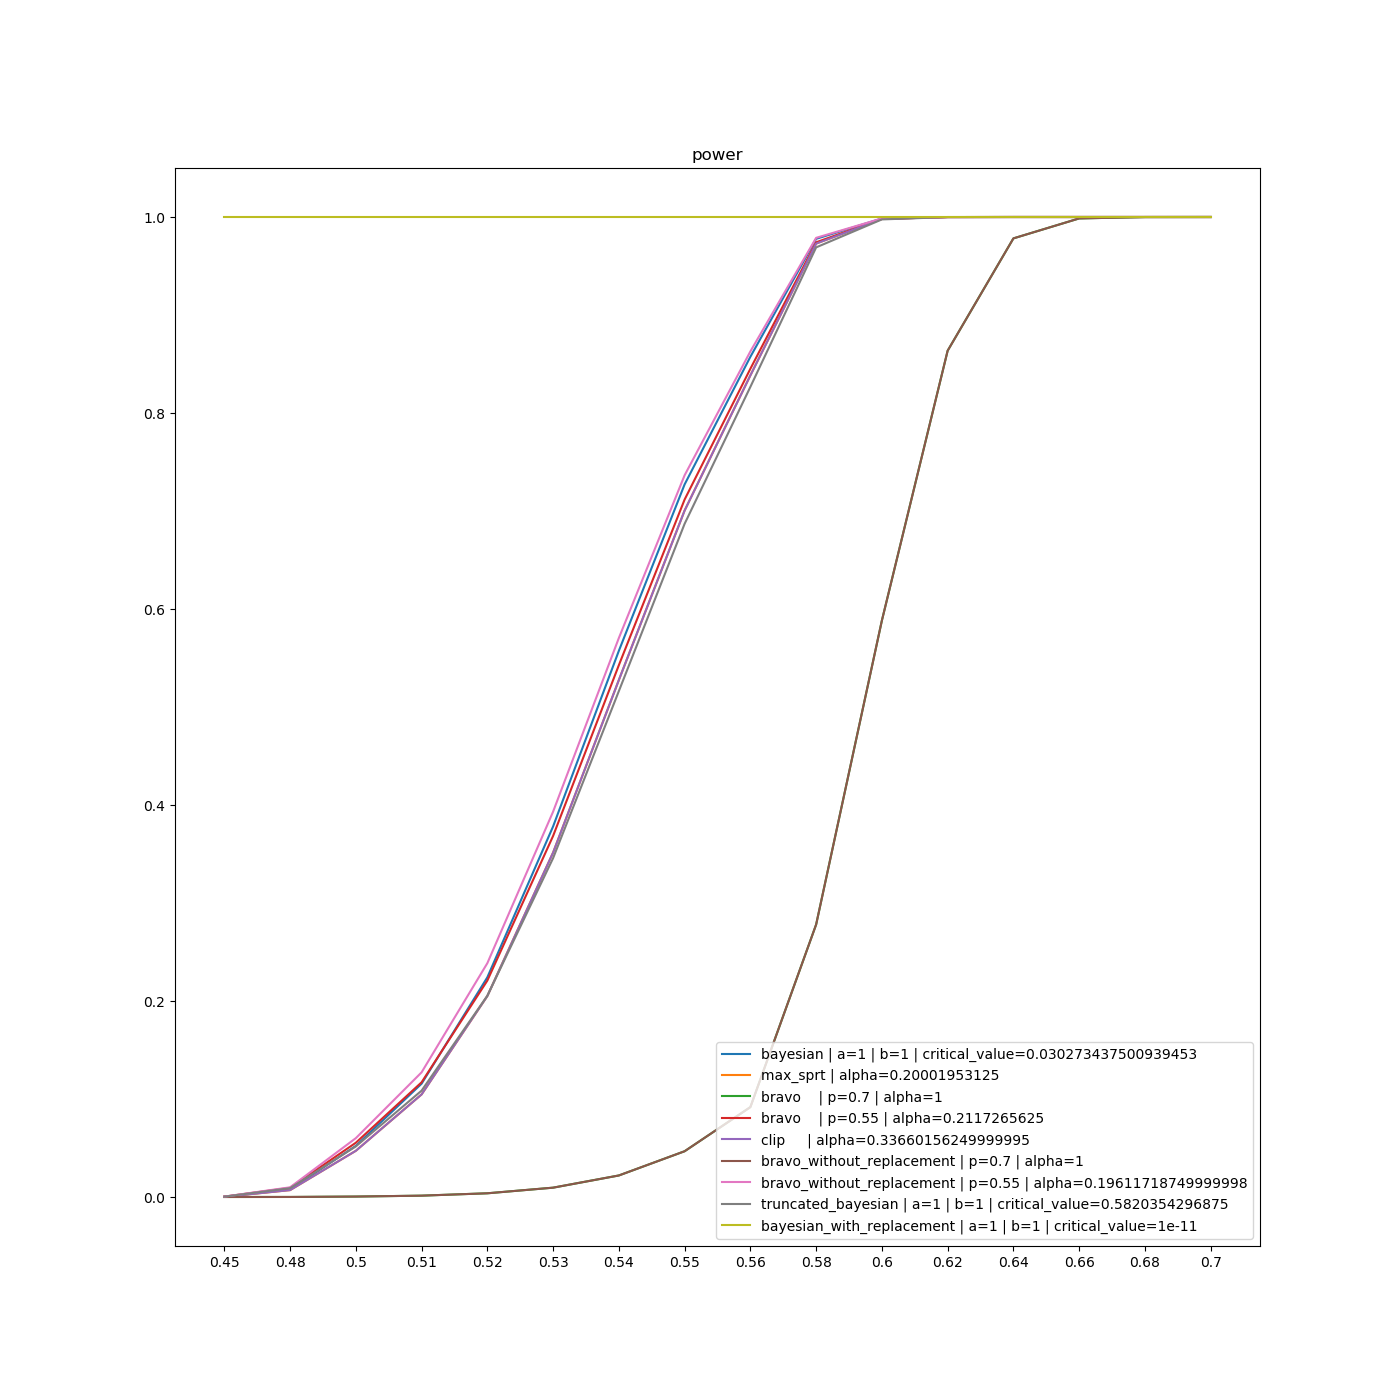 power
1.0
0.8
0.6
0.4
0.2
0.0
bayesian | a=1 | b=1 | critical_value=0.030273437500939453
max_sprt | alpha=0.20001953125
bravo    | p=0.7 | alpha=1
bravo    | p=0.55 | alpha=0.2117265625
clip     | alpha=0.33660156249999995
bravo_without_replacement | p=0.7 | alpha=1
bravo_without_replacement | p=0.55 | alpha=0.19611718749999998
truncated_bayesian | a=1 | b=1 | critical_value=0.5820354296875
bayesian_with_replacement | a=1 | b=1 | critical_value=1e-11
0.45 0.48 0.5 0.51 0.52 0.53 0.54 0.55 0.56 0.58 0.6 0.62 0.64 0.66 0.68 0.7